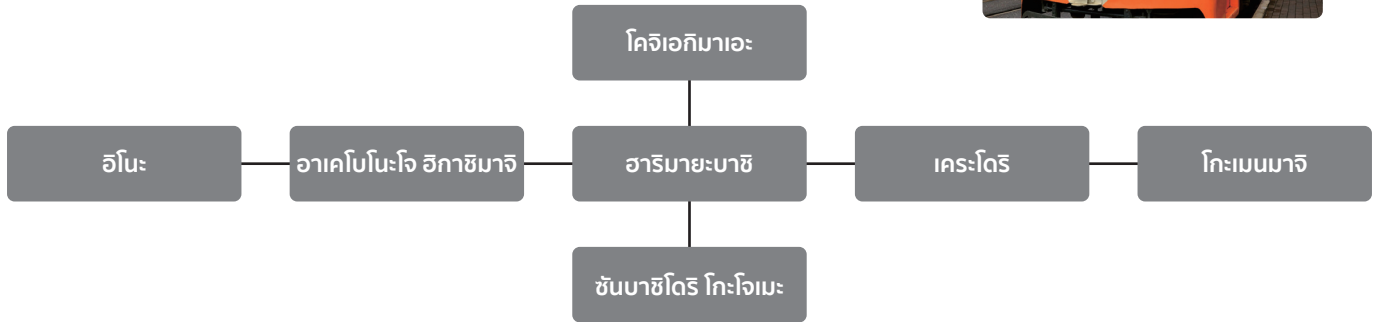 โคจิเอกิมาเอะ
อิโนะ
อาเคโบโนะโจ ฮิกาชิมาจิ
ฮาริมายะบาชิ
เคระโดริ
โกะเมนมาจิ
ซันบาชิโดริ โกะโจเมะ